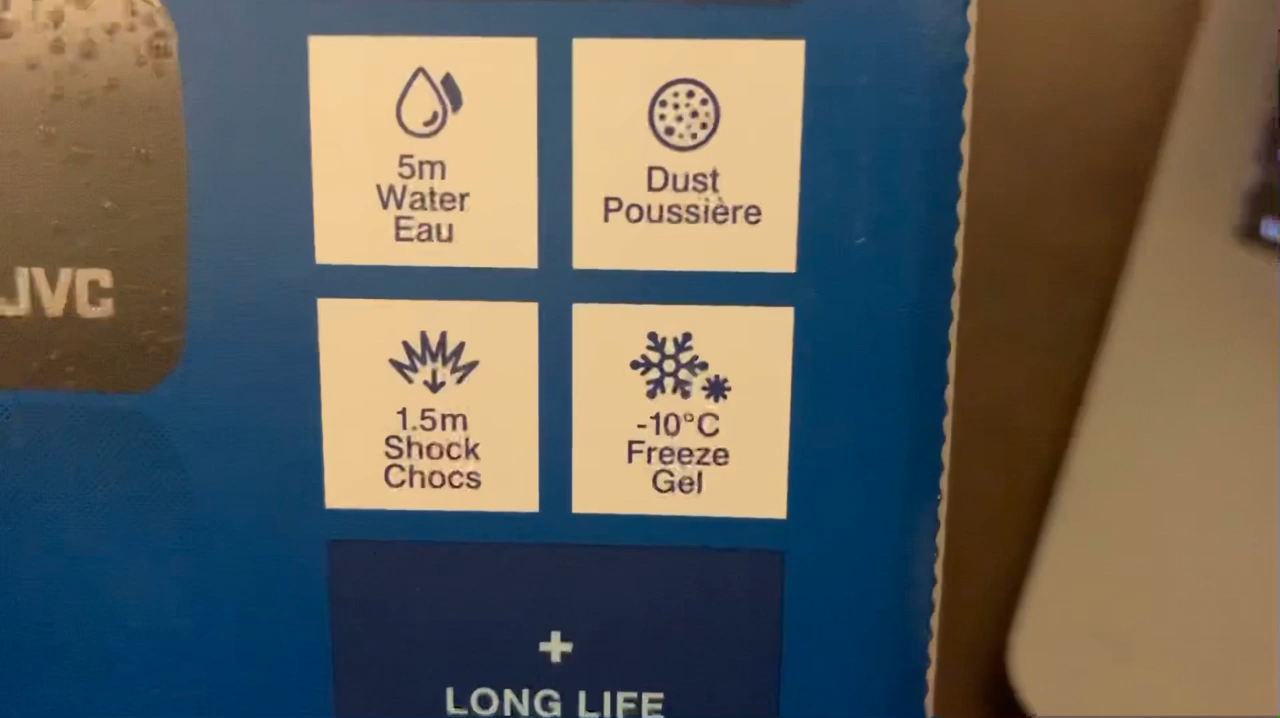 5m
Water
Eau
Dust
Poussière
JVC
1.5m
Shock
Chocs
-10°C
Freeze
Gel
+
LONG LIFE